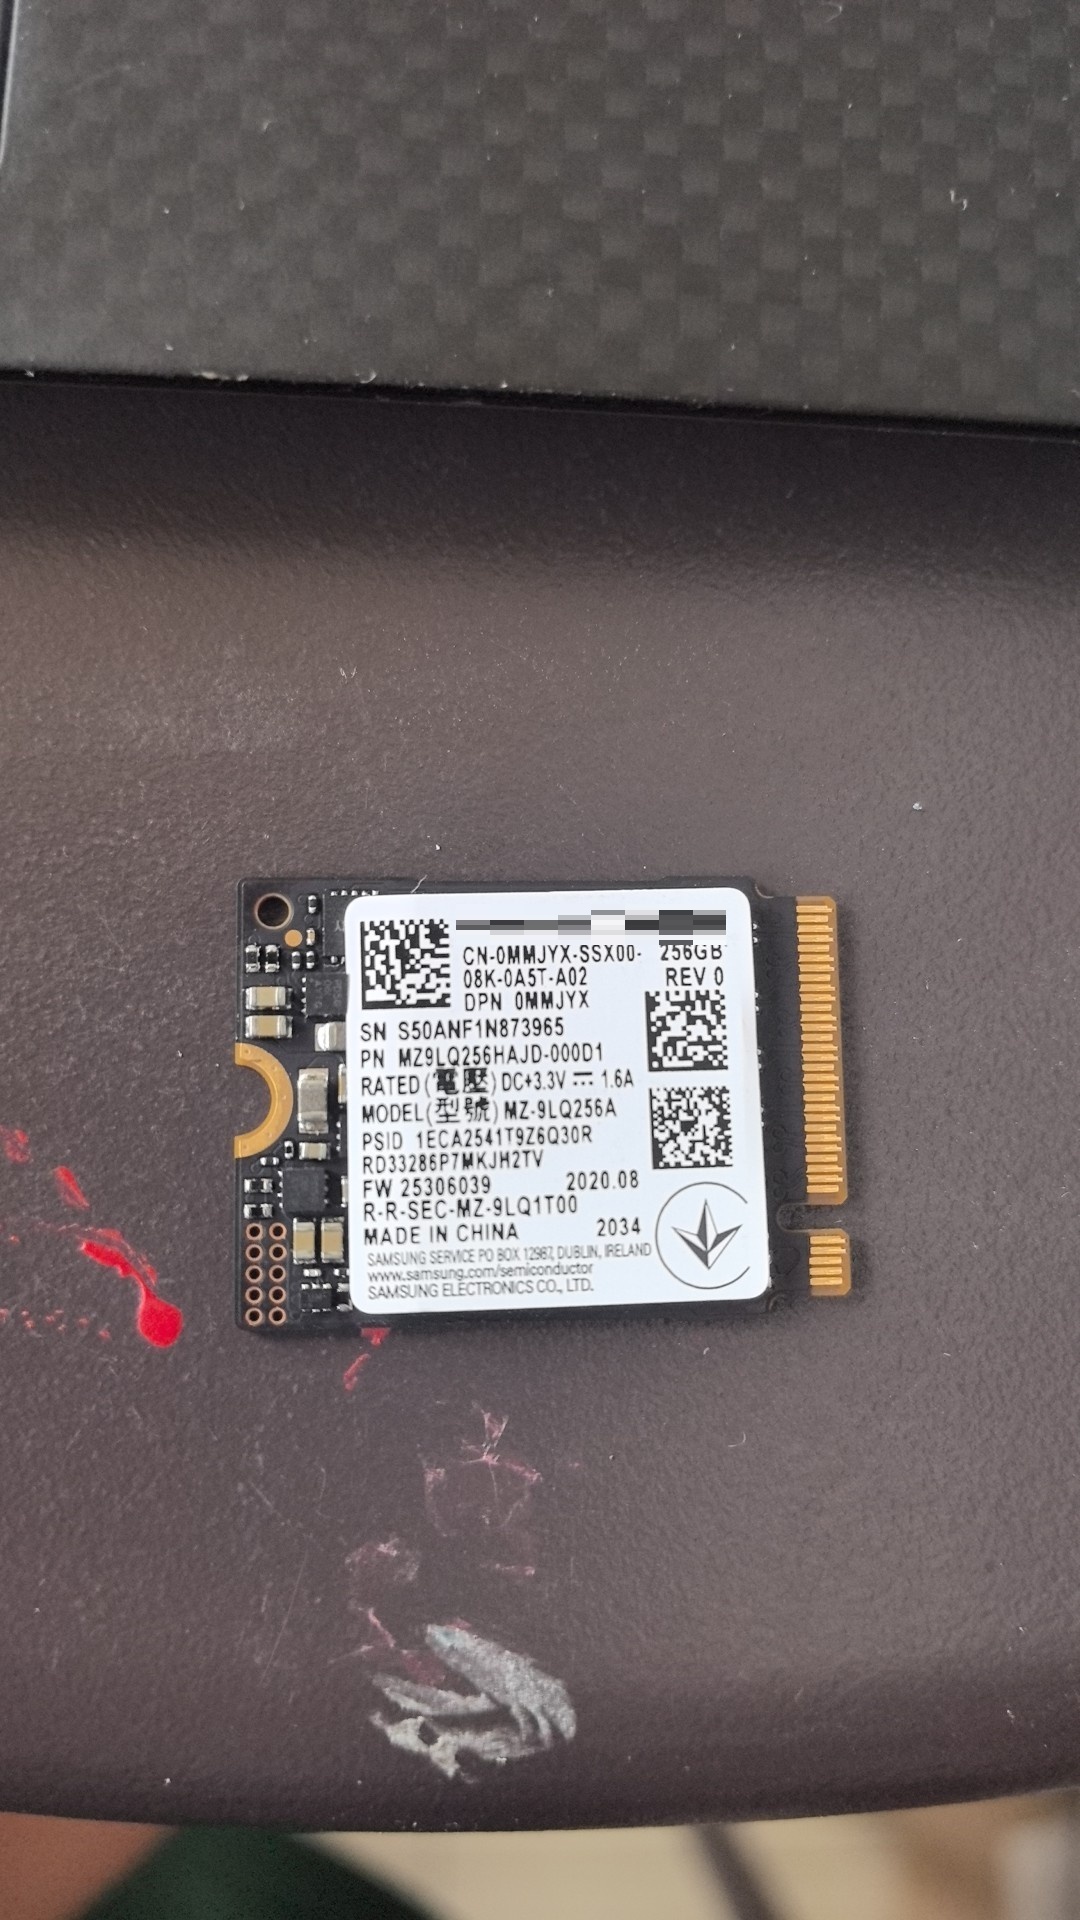 CN-0MMJYX-SSX00- 256GB
08K-0A5T-A02 REV 0
DPN 0MMJYX
SN S50ANF1N873965
PN MZ9LQ256HAJD-000D1
RATED(電壓)DC+3.3V ⎓ 1.6A
MODEL(型號)MZ-9LQ256A
PSID 1ECA2541T9Z6Q30R
RD33286P7MKJH2TV
FW 25306039 2020.08
R-R-SEC-MZ-9LQ1T00
MADE IN CHINA 2034
SAMSUNG SERVICE PO BOX 12987, DUBLIN, IRELAND
www.samsung.com/semiconductor
SAMSUNG ELECTRONICS CO., LTD.